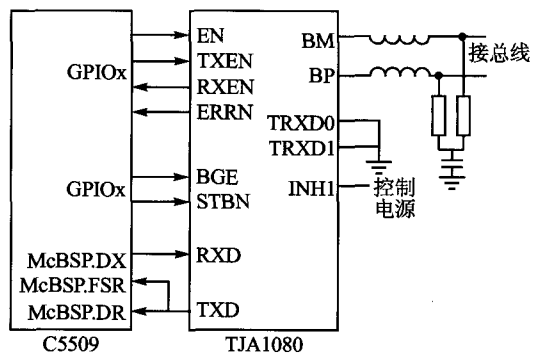 GPIOx
GPIOx
McBSP.DX
McBSP.FSR
McBSP.DR
C5509
EN
TXEN
RXEN
ERRN
BGE
STBN
RXD
TXD
BM
BP
TRXD0
TRXD1
INH1
TJA1080
接总线
控制
电源